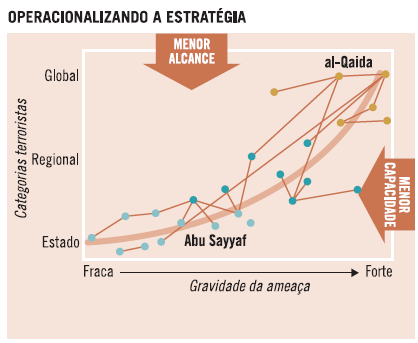 OPERACIONALIZANDO A ESTRATÉGIA
MENOR
ALCANCE
al-Qaida
Global
Categorias terroristas
Regional
MENOR
CAPACIDADE
Estado
Abu Sayyaf
Fraca
Forte
Gravidade da ameaça